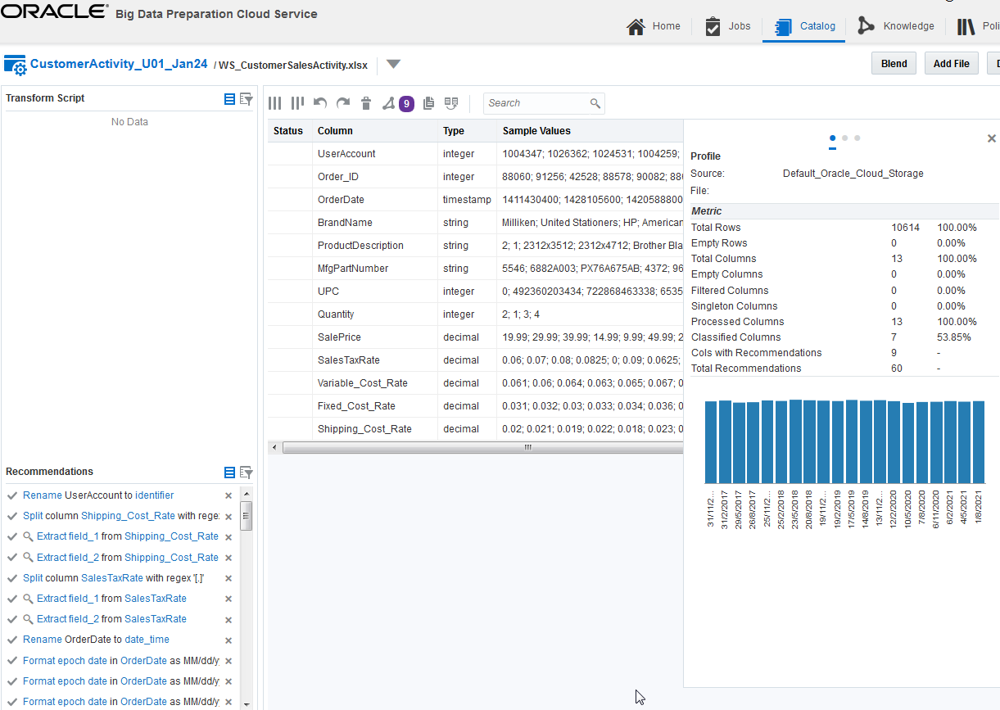 ORACLE® Big Data Preparation Cloud Service
Home Jobs Catalog Knowledge Poli
CustomerActivity_U01_Jan24 / WS_CustomerSalesActivity.xlsx
Blend Add File D
Transform Script
No Data
9 Search
Status Column Type Sample Values
UserAccount integer 1004347; 1026362; 1024531; 1004259;
Order_ID integer 88060; 91256; 42528; 88578; 90082; 880
OrderDate timestamp 1411430400; 1428105600; 1420588800
BrandName string Milliken; United Stationers; HP; American
ProductDescription string 2; 1; 2312x3512; 2312x4712; Brother Bla
MfgPartNumber string 5546; 6882A003; PX76A675AB; 4372; 96
UPC integer 0; 492360203434; 722868463338; 6535
Quantity integer 2; 1; 3; 4
SalePrice decimal 19.99; 29.99; 39.99; 14.99; 9.99; 49.99; 2
SalesTaxRate decimal 0.06; 0.07; 0.08; 0.0825; 0; 0.09; 0.0625;
Variable_Cost_Rate decimal 0.061; 0.06; 0.064; 0.063; 0.065; 0.067; 0
Fixed_Cost_Rate decimal 0.031; 0.032; 0.03; 0.033; 0.034; 0.036; 0
Shipping_Cost_Rate decimal 0.02; 0.021; 0.019; 0.022; 0.018; 0.023; 0
Profile
Source: Default_Oracle_Cloud_Storage
File:
Metric
Total Rows 10614 100.00%
Empty Rows 0 0.00%
Total Columns 13 100.00%
Empty Columns 0 0.00%
Filtered Columns 0 0.00%
Singleton Columns 0 0.00%
Processed Columns 13 100.00%
Classified Columns 7 53.85%
Cols with Recommendations 9 -
Total Recommendations 60 -
31/11/2...
31/2/2017
29/5/2017
26/8/2017
25/11/2...
25/2/2018
23/5/2018
20/8/2018
19/11/2...
19/2/2019
17/5/2019
14/8/2019
13/11/2...
12/2/2020
10/5/2020
7/8/2020
6/11/2020
6/2/2021
4/5/2021
1/8/2021
Recommendations
Rename UserAccount to identifier
Split column Shipping_Cost_Rate with rege
Extract field_1 from Shipping_Cost_Rate
Extract field_2 from Shipping_Cost_Rate
Split column SalesTaxRate with regex '[.]'
Extract field_1 from SalesTaxRate
Extract field_2 from SalesTaxRate
Rename OrderDate to date_time
Format epoch date in OrderDate as MM/dd/y
Format epoch date in OrderDate as MM/dd/y
Format epoch date in OrderDate as MM/dd/y